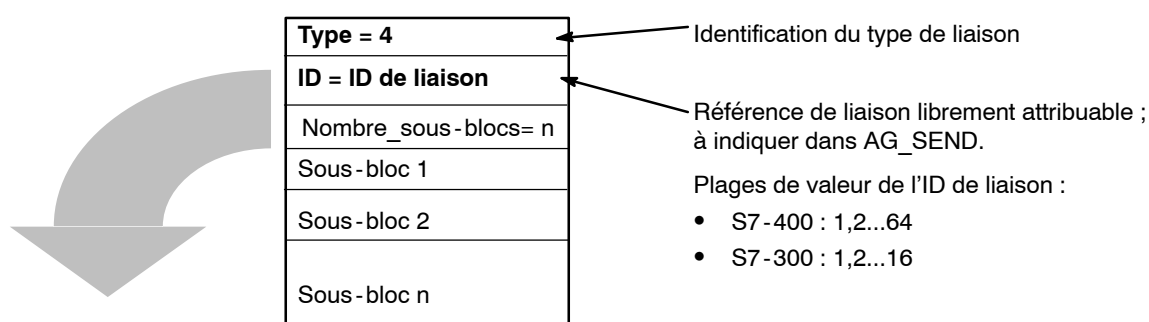 Type = 4
ID = ID de liaison
Nombre_sous-blocs= n
Sous-bloc 1
Sous-bloc 2
Sous-bloc n
Identification du type de liaison
Référence de liaison librement attribuable ;
à indiquer dans AG_SEND.
Plages de valeur de l'ID de liaison :
• S7-400 : 1,2...64
• S7-300 : 1,2...16